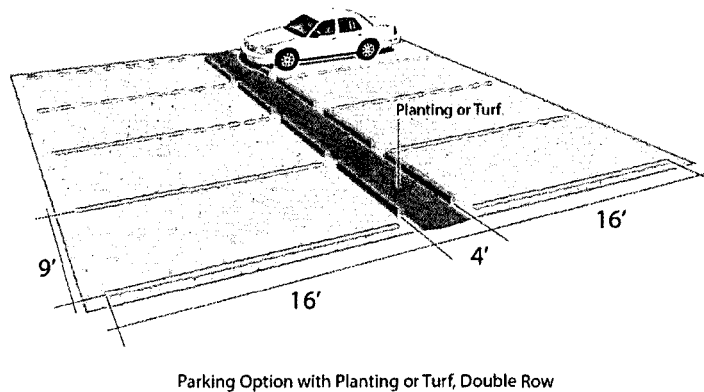 Planting or Turf
16'
4'
9'
16'
Parking Option with Planting or Turf, Double Row